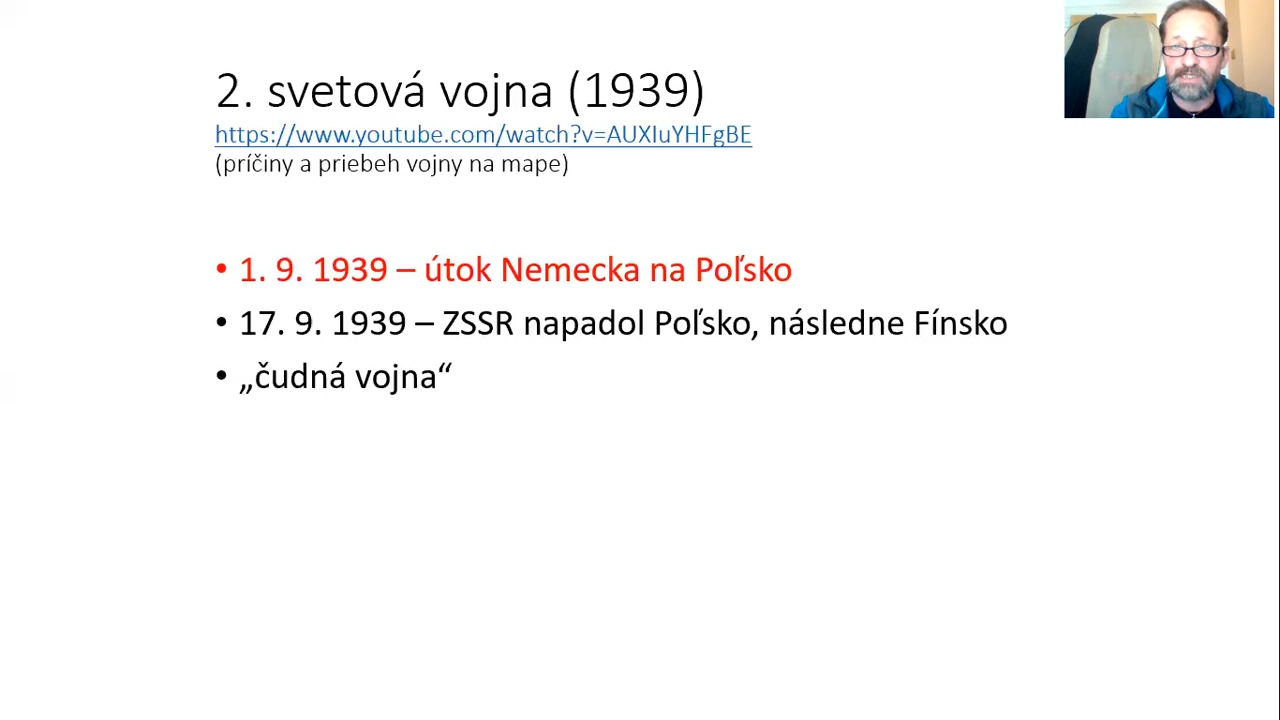 2. svetová vojna (1939)
https://www.youtube.com/watch?v=AUXIuYHFgBE
(príčiny a priebeh vojny na mape)
• 1. 9. 1939 – útok Nemecka na Poľsko
• 17. 9. 1939 – ZSSR napadol Poľsko, následne Fínsko
• „čudná vojna“